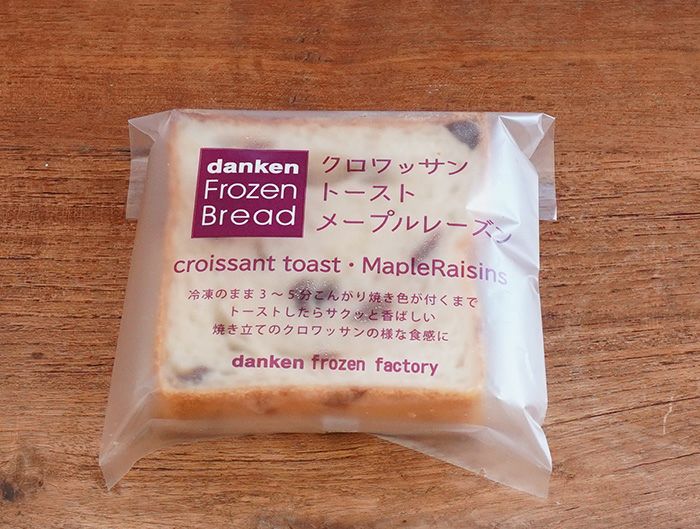 danken
Frozen
Bread
クロワッサン
トースト
メープルレーズン
croissant toast・MapleRaisins
冷凍のまま3～5分こんがり焼き色が付くまで
トーストしたらサクッと香ばしい
焼き立てのクロワッサンの様な食感に
danken frozen factory